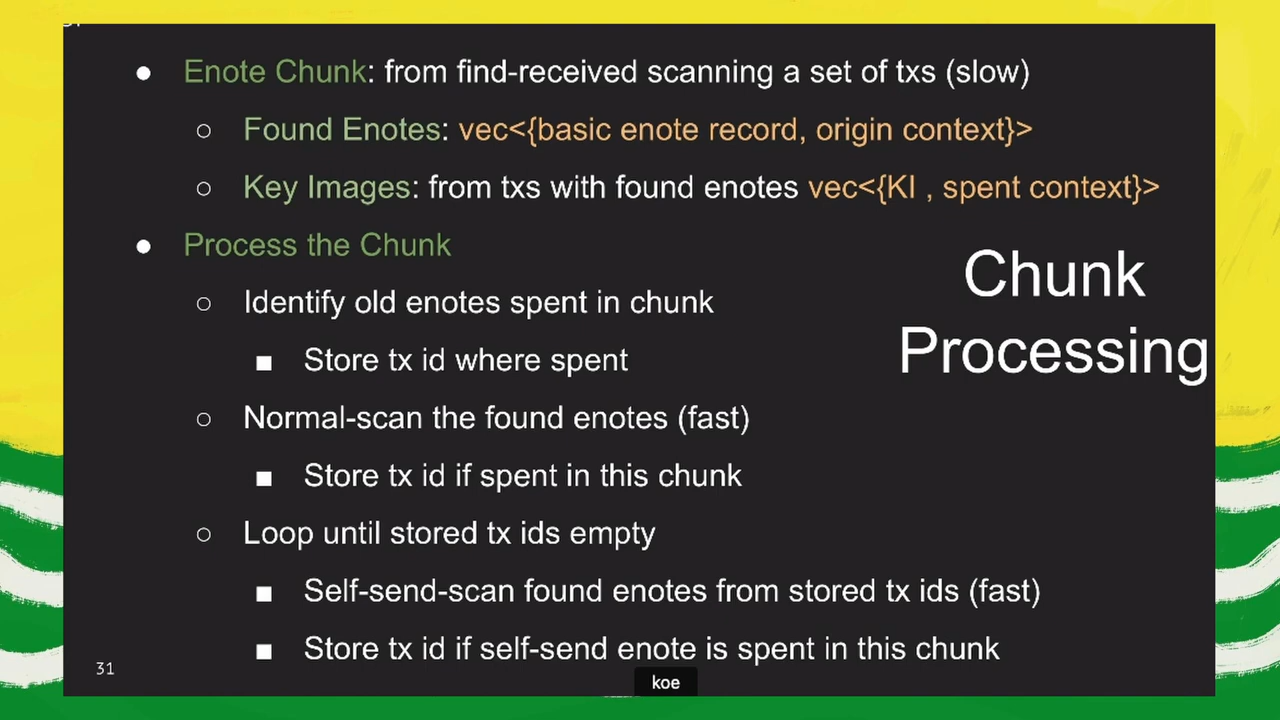 ● Enote Chunk: from find-received scanning a set of txs (slow)
○ Found Enotes: vec<{basic enote record, origin context}>
○ Key Images: from txs with found enotes vec<{KI , spent context}>
● Process the Chunk
○ Identify old enotes spent in chunk
■ Store tx id where spent
○ Normal-scan the found enotes (fast)
■ Store tx id if spent in this chunk
○ Loop until stored tx ids empty
■ Self-send-scan found enotes from stored tx ids (fast)
■ Store tx id if self-send enote is spent in this chunk
Chunk
Processing
31
koe